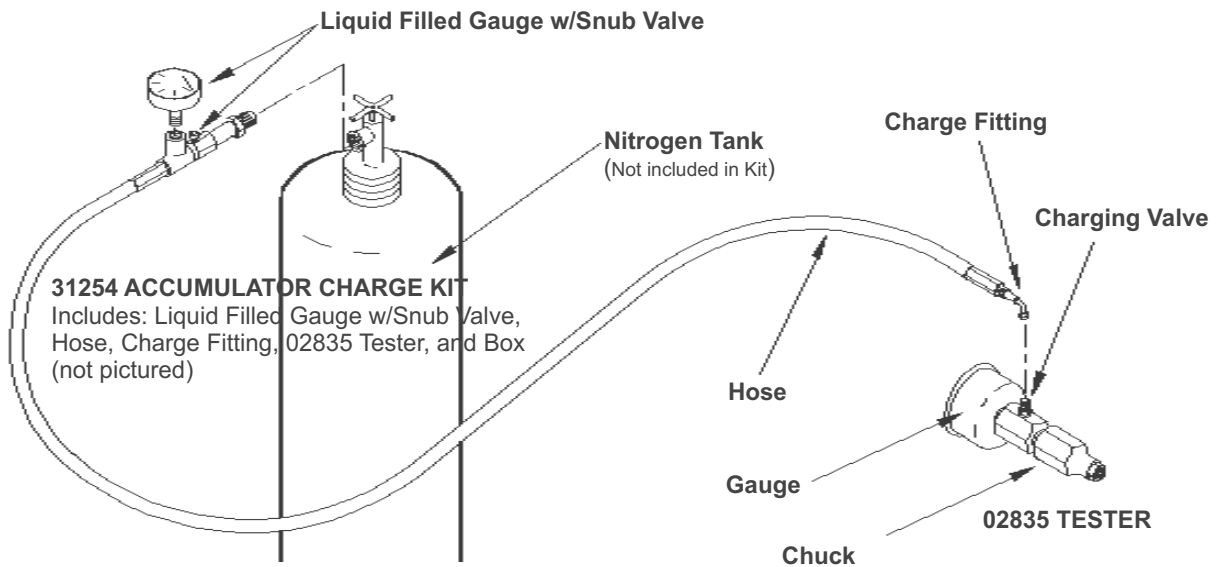 Liquid Filled Gauge w/Snub Valve
Nitrogen Tank
(Not included in Kit)
Charge Fitting
Charging Valve
31254 ACCUMULATOR CHARGE KIT
Includes: Liquid Filled Gauge w/Snub Valve,
Hose, Charge Fitting, 02835 Tester, and Box
(not pictured)
Hose
Gauge
02835 TESTER
Chuck